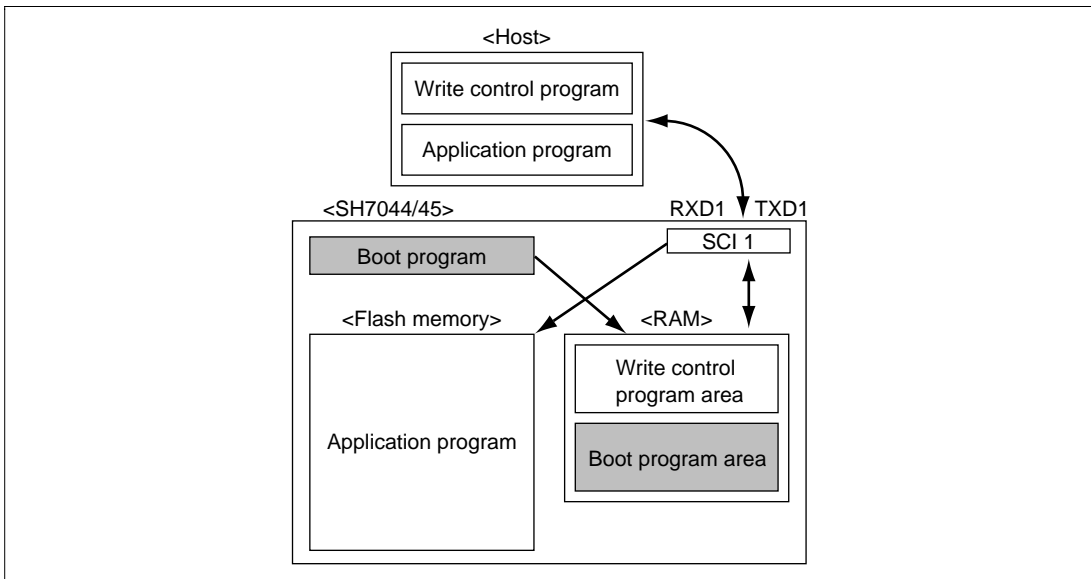 <Host>
Write control program
Application program
<SH7044/45>
RXD1 TXD1
SCI 1
Boot program
<Flash memory>
<RAM>
Write control
program area
Application program
Boot program area